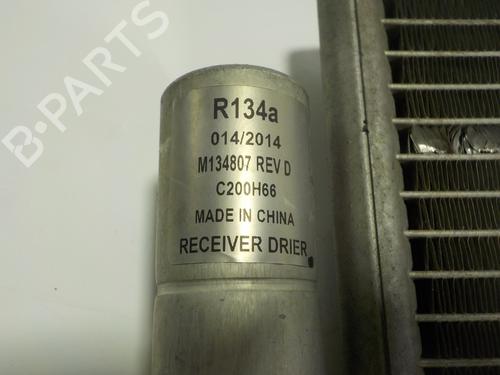 B-PARTS
R134a
014/2014
M134807 REV D
C200H66
MADE IN CHINA
RECEIVER DRIER